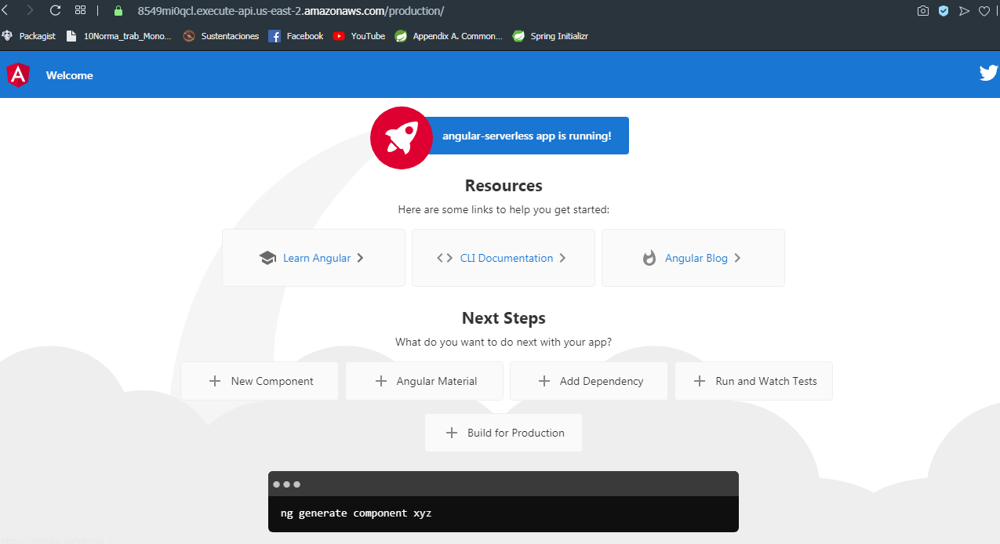 8549mi0qcl.execute-api.us-east-2.amazonaws.com/production/
Packagist 10Norma_trab_Mono... Sustentaciones Facebook YouTube Appendix A. Common... Spring Initializr
Welcome
angular-serverless app is running!
Resources
Here are some links to help you get started:
Learn Angular CLI Documentation Angular Blog
Next Steps
What do you want to do next with your app?
New Component Angular Material Add Dependency Run and Watch Tests
Build for Production
ng generate component xyz